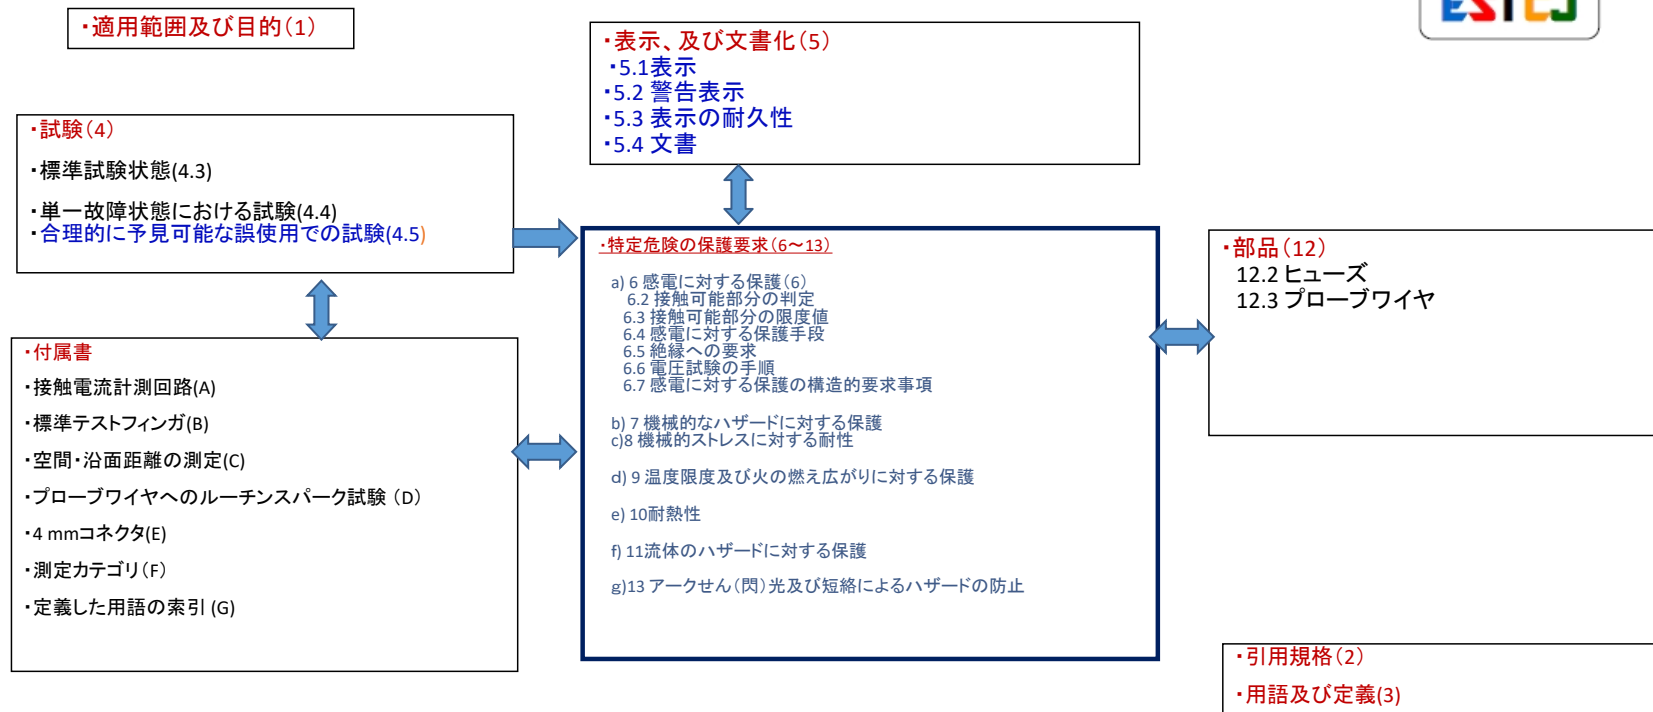 ・適用範囲及び目的(1)
ESTCJ
・表示、及び文書化(5)
・5.1表示
・5.2 警告表示
・5.3 表示の耐久性
・5.4 文書
・試験(4)
・標準試験状態(4.3)
・単一故障状態における試験(4.4)
・合理的に予見可能な誤使用での試験(4.5)
・特定危険の保護要求(6～13)
a) 6 感電に対する保護(6)
6.2 接触可能部分の判定
6.3 接触可能部分の限度値
6.4 感電に対する保護手段
6.5 絶縁への要求
6.6 電圧試験の手順
6.7 感電に対する保護の構造的要求事項
b) 7 機械的なハザードに対する保護
c)8 機械的ストレスに対する耐性
d) 9 温度限度及び火の燃え広がりに対する保護
e) 10耐熱性
f) 11流体のハザードに対する保護
g)13 アークせん(閃)光及び短絡によるハザードの防止
・部品(12)
12.2 ヒューズ
12.3 プローブワイヤ
・付属書
・接触電流計測回路(A)
・標準テストフィンガ(B)
・空間・沿面距離の測定(C)
・プローブワイヤへのルーチンスパーク試験 (D)
・4 mmコネクタ(E)
・測定カテゴリ(F)
・定義した用語の索引 (G)
・引用規格(2)
・用語及び定義(3)